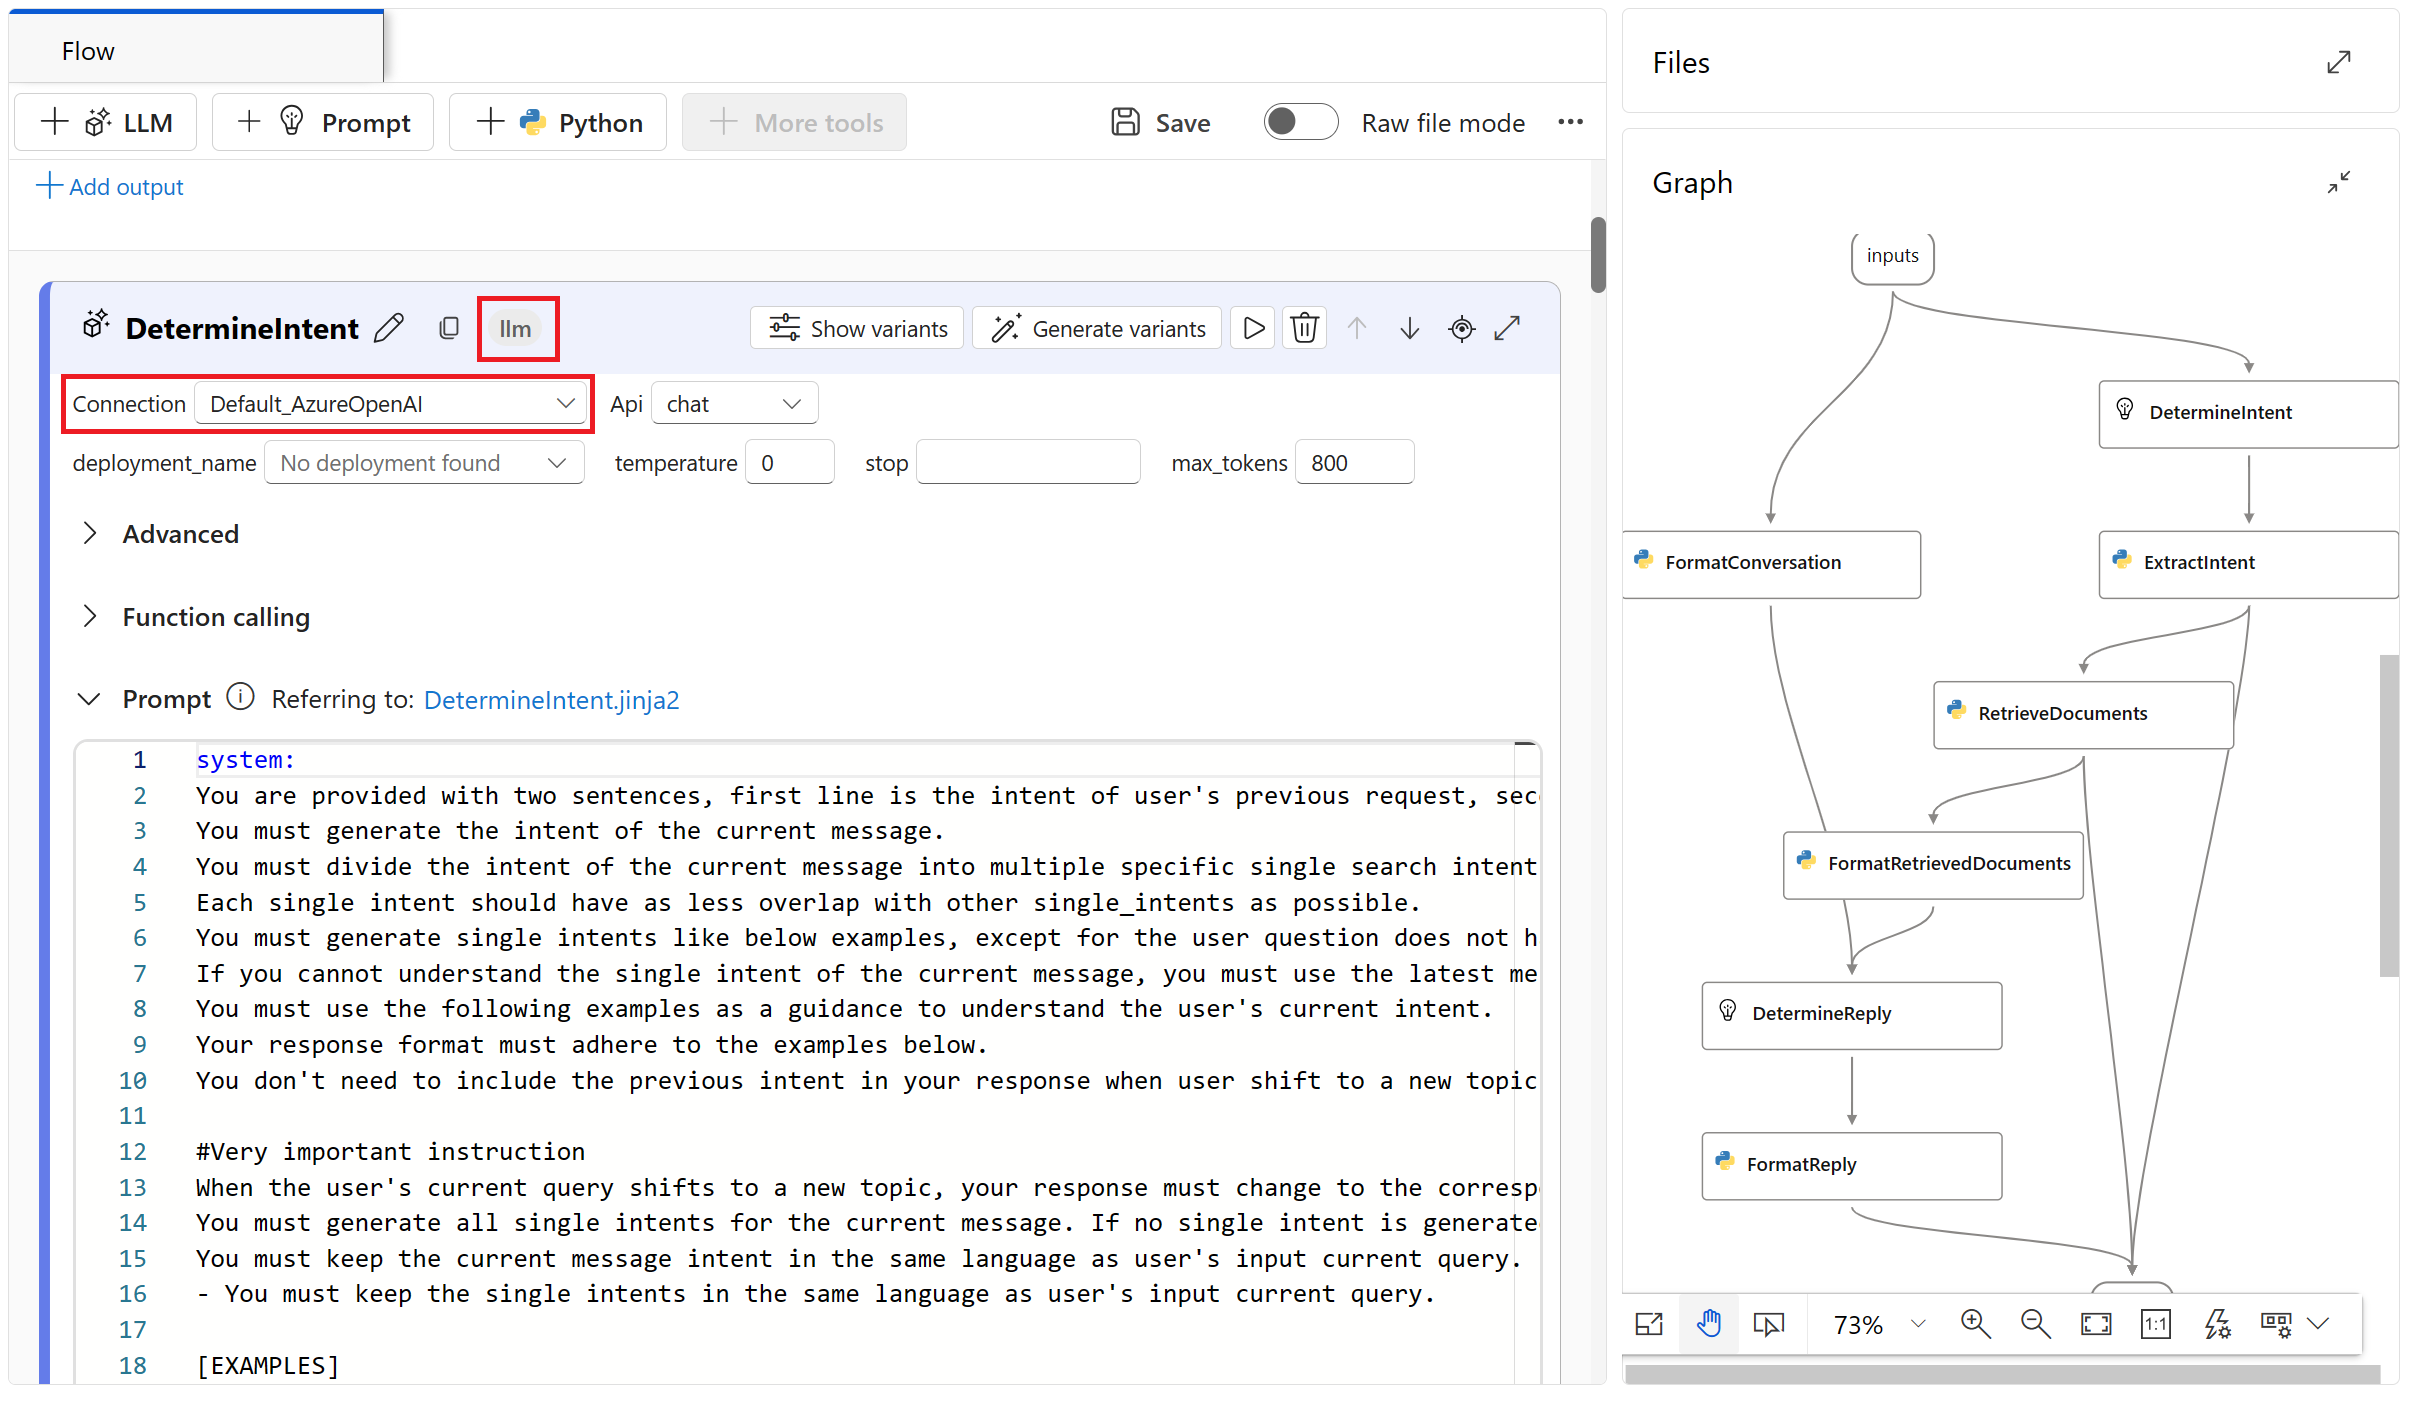 Flow
LLM
Prompt
Python
More tools
Save
Raw file mode
Add output
DetermineIntent
llm
Show variants
Generate variants
Connection Default_AzureOpenAI Api chat
deployment_name No deployment found temperature 0 stop max_tokens 800
Advanced
Function calling
Prompt Referring to: DetermineIntent.jinja2
1 system:
2 You are provided with two sentences, first line is the intent of user's previous request, sec
3 You must generate the intent of the current message.
4 You must divide the intent of the current message into multiple specific single search intent
5 Each single intent should have as less overlap with other single_intents as possible.
6 You must generate single intents like below examples, except for the user question does not h
7 If you cannot understand the single intent of the current message, you must use the latest me
8 You must use the following examples as a guidance to understand the user's current intent.
9 Your response format must adhere to the examples below.
10 You don't need to include the previous intent in your response when user shift to a new topic
11
12 #Very important instruction
13 When the user's current query shifts to a new topic, your response must change to the corresp
14 You must generate all single intents for the current message. If no single intent is generate
15 You must keep the current message intent in the same language as user's input current query.
16 - You must keep the single intents in the same language as user's input current query.
17
18 [EXAMPLES]
Files
Graph
inputs
DetermineIntent
FormatConversation
ExtractIntent
RetrieveDocuments
FormatRetrievedDocuments
DetermineReply
FormatReply
73%
1:1